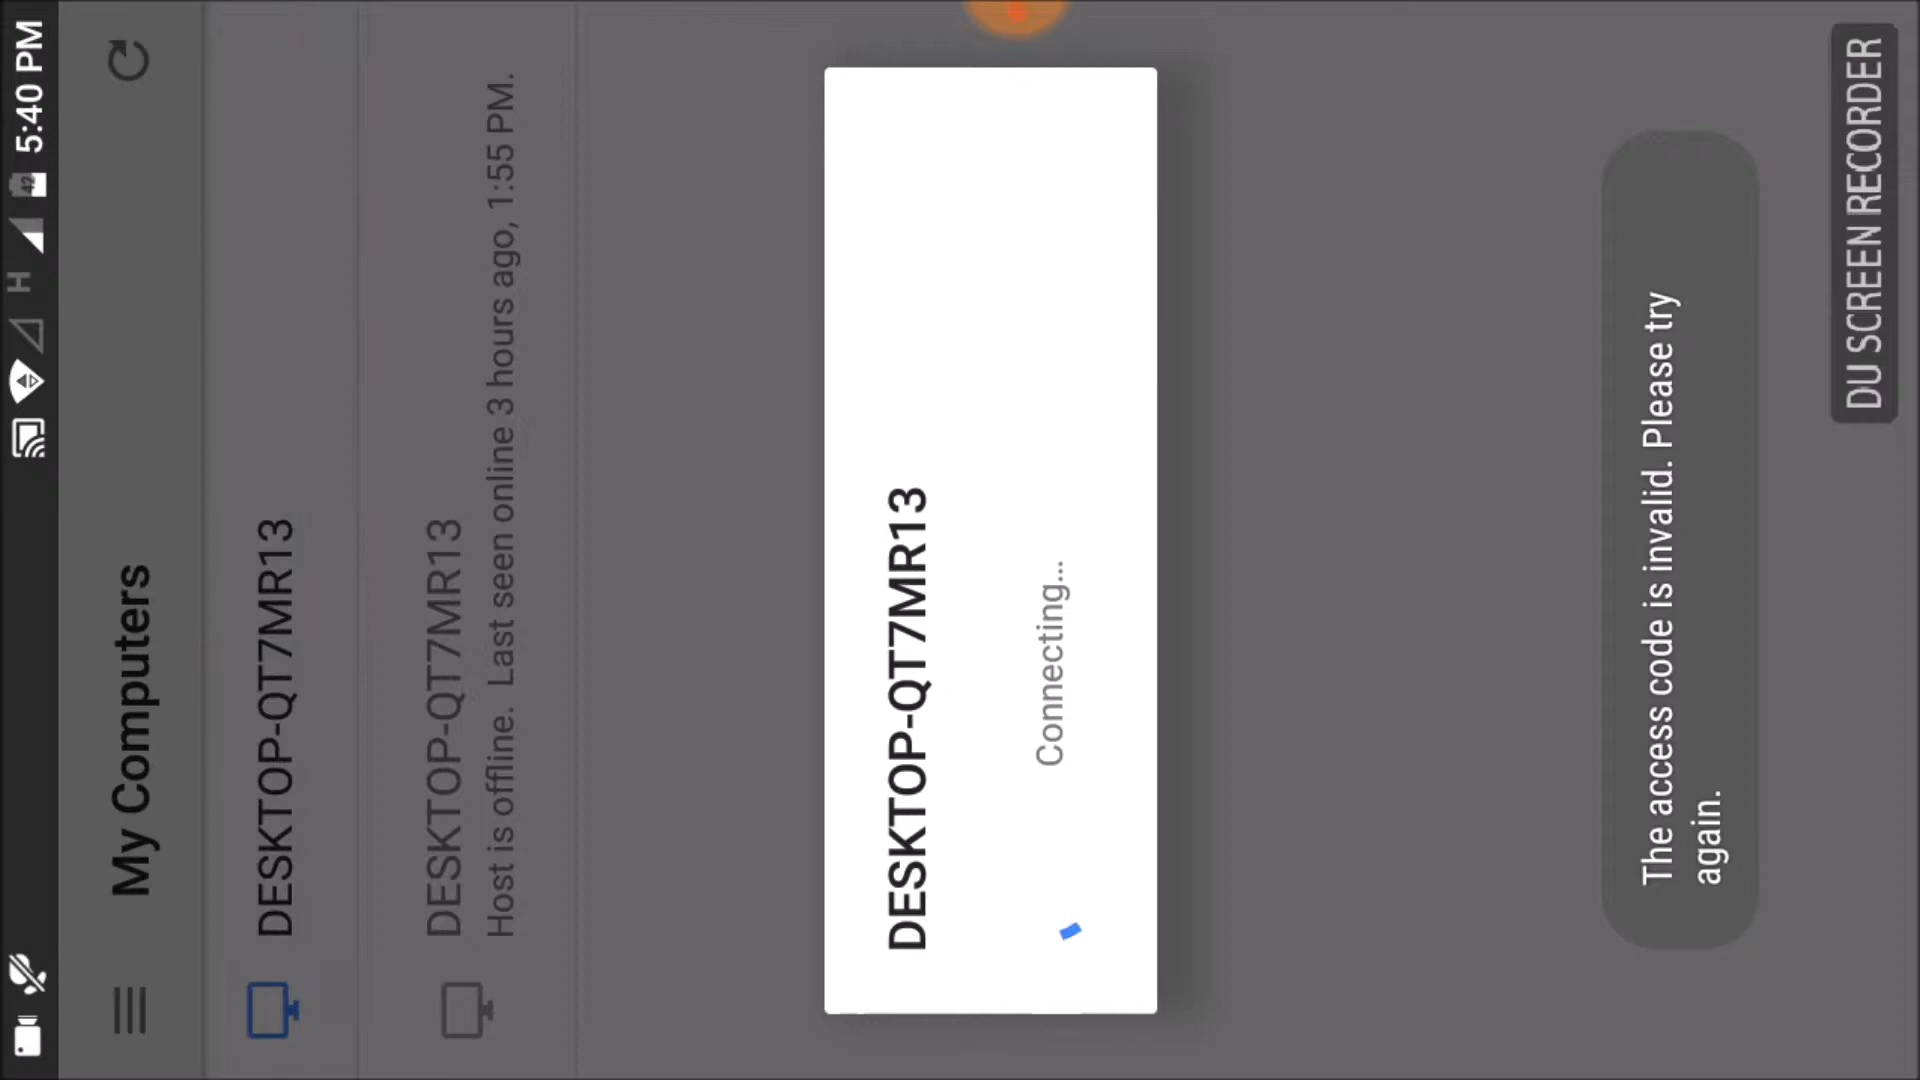 H 42 5:40 PM
My Computers
DESKTOP-QT7MR13
DESKTOP-QT7MR13
Host is offline. Last seen online 3 hours ago, 1:55 PM.
DESKTOP-QT7MR13
Connecting...
The access code is invalid. Please try
again.
DU SCREEN RECORDER